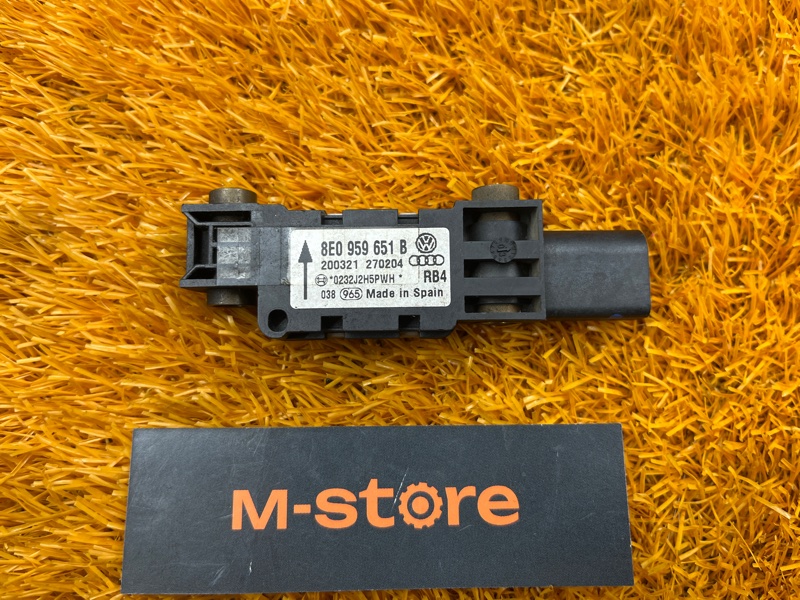 8E0 959 651 B
200321 270204
*0232J2H5PWH * RB4
038 965 Made in Spain
M-store